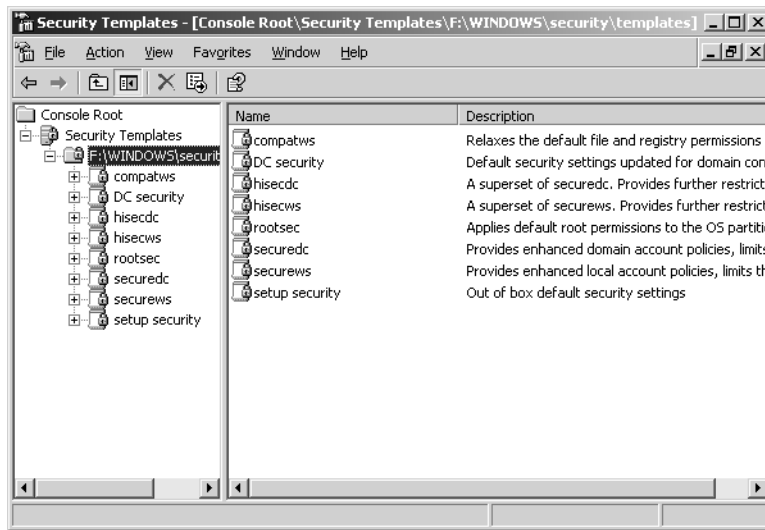 Security Templates - [Console Root\Security Templates\F:\WINDOWS\security\templates]
File Action View Favorites Window Help
Console Root
Security Templates
F:\WINDOWS\securit
compatws
DC security
hisecdc
hisecws
rootsec
securedc
securews
setup security
Name Description
compatws Relaxes the default file and registry permissions
DC security Default security settings updated for domain con
hisecdc A superset of securedc. Provides further restrict
hisecws A superset of securews. Provides further restrict
rootsec Applies default root permissions to the OS partiti
securedc Provides enhanced domain account policies, limits
securews Provides enhanced local account policies, limits th
setup security Out of box default security settings